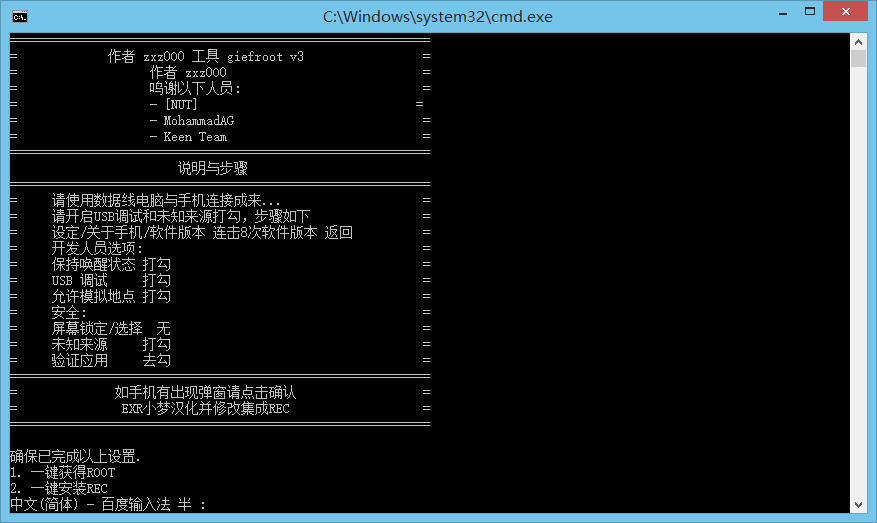 C:\Windows\system32\cmd.exe
= 作者 zxz000 工具 giefroot v3 =
= 作者 zxz000 =
= 鸣谢以下人员: =
= - [NUT] =
= - MohammadAG =
= - Keen Team =
说明与步骤
= 请使用数据线电脑与手机连接成来... =
= 请开启USB调试和未知来源打勾，步骤如下 =
= 设定/关于手机/软件版本 连击8次软件版本 返回 =
= 开发人员选项: =
= 保持唤醒状态 打勾 =
= USB 调试 打勾 =
= 允许模拟地点 打勾 =
= 安全: =
= 屏幕锁定/选择 无 =
= 未知来源 打勾 =
= 验证应用 去勾 =
= 如手机有出现弹窗请点击确认 =
= EXR小梦汉化并修改集成REC =
确保已完成以上设置.
1. 一键获得ROOT
2. 一键安装REC
中文(简体) - 百度输入法 半 :